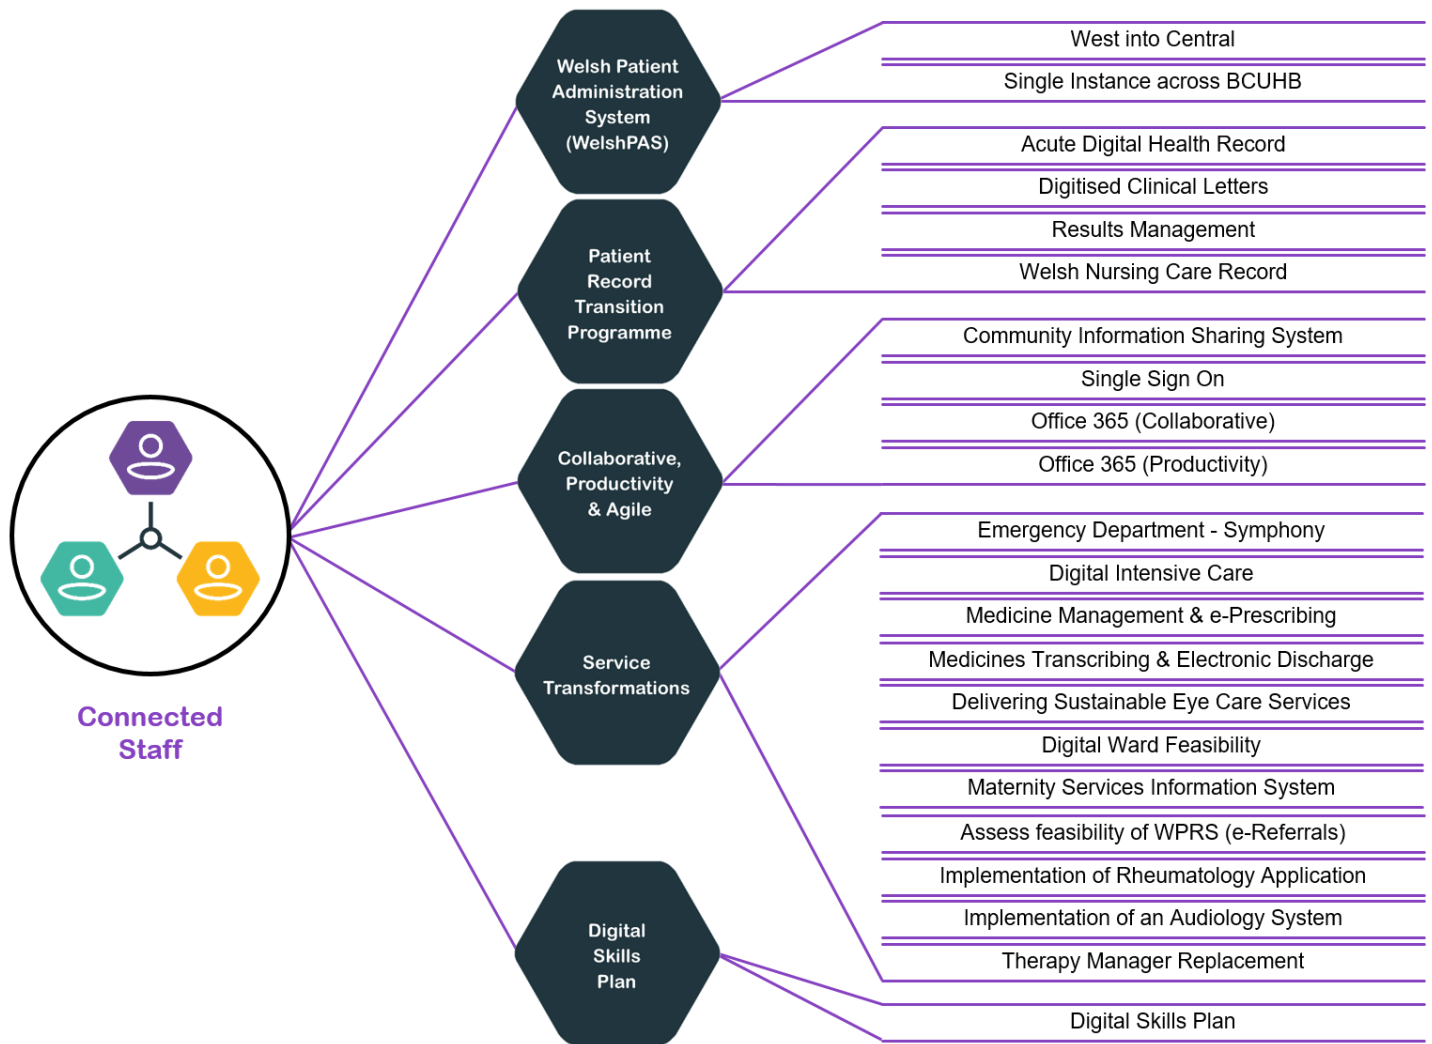 Connected
Staff
Welsh Patient
Administration
System
(WelshPAS)
West into Central
Single Instance across BCUHB
Patient
Record
Transition
Programme
Acute Digital Health Record
Digitised Clinical Letters
Results Management
Welsh Nursing Care Record
Collaborative,
Productivity
& Agile
Community Information Sharing System
Single Sign On
Office 365 (Collaborative)
Office 365 (Productivity)
Service
Transformations
Emergency Department - Symphony
Digital Intensive Care
Medicine Management & e-Prescribing
Medicines Transcribing & Electronic Discharge
Delivering Sustainable Eye Care Services
Digital Ward Feasibility
Maternity Services Information System
Assess feasibility of WPRS (e-Referrals)
Implementation of Rheumatology Application
Implementation of an Audiology System
Therapy Manager Replacement
Digital
Skills
Plan
Digital Skills Plan